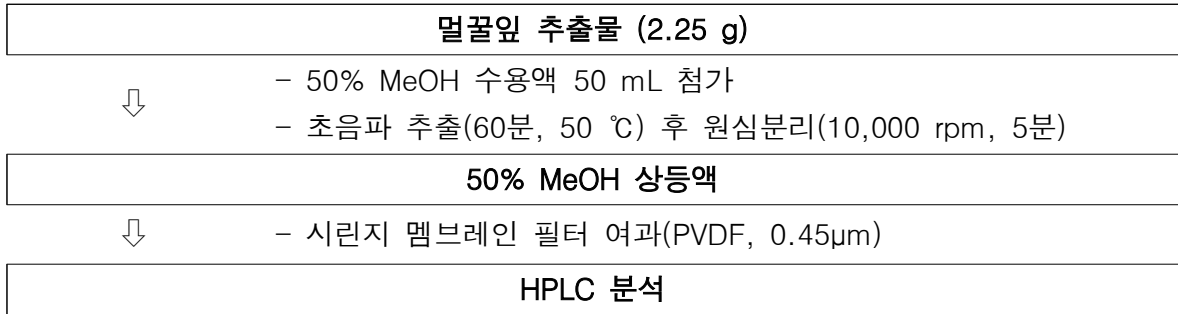 멀꿀잎 추출물 (2.25 g)
⇩
- 50% MeOH 수용액 50 mL 첨가
- 초음파 추출(60분, 50 ℃) 후 원심분리(10,000 rpm, 5분)
50% MeOH 상등액
⇩ - 시린지 멤브레인 필터 여과(PVDF, 0.45μm)
HPLC 분석